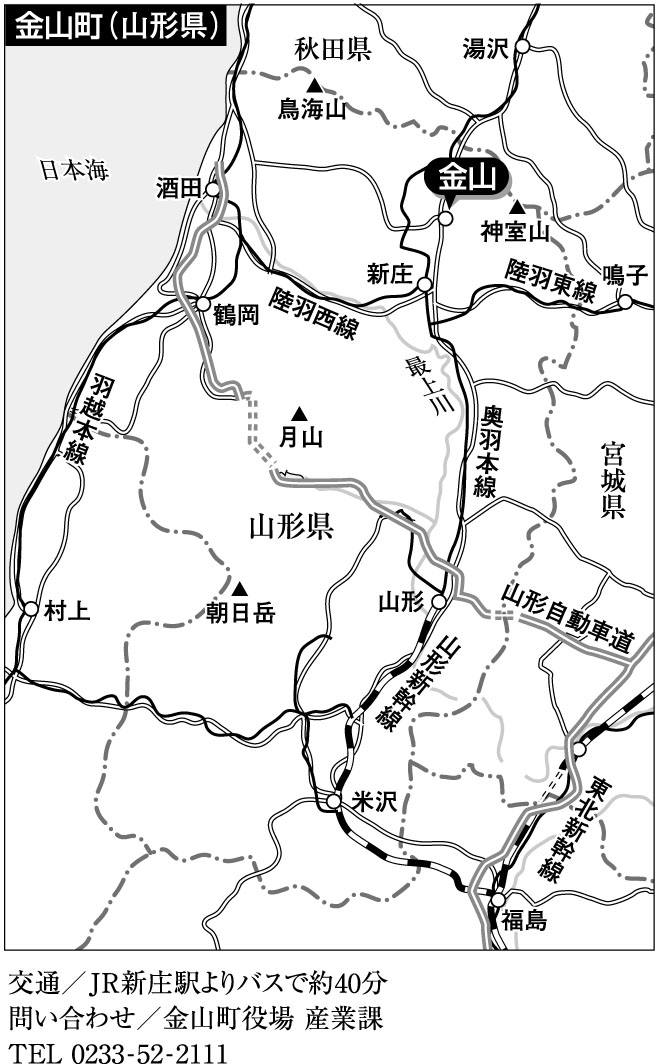 金山町（山形県）
秋田県
湯沢
鳥海山
日本海
金山
酒田
神室山
新庄
陸羽東線
鳴子
陸羽西線
鶴岡
最上川
羽越本線
月山
奥羽本線
宮城県
山形県
朝日岳
山形
山形自動車道
村上
山形新幹線
米沢
東北新幹線
福島
交通／JR新庄駅よりバスで約40分
問い合わせ／金山町役場 産業課
TEL 0233-52-2111